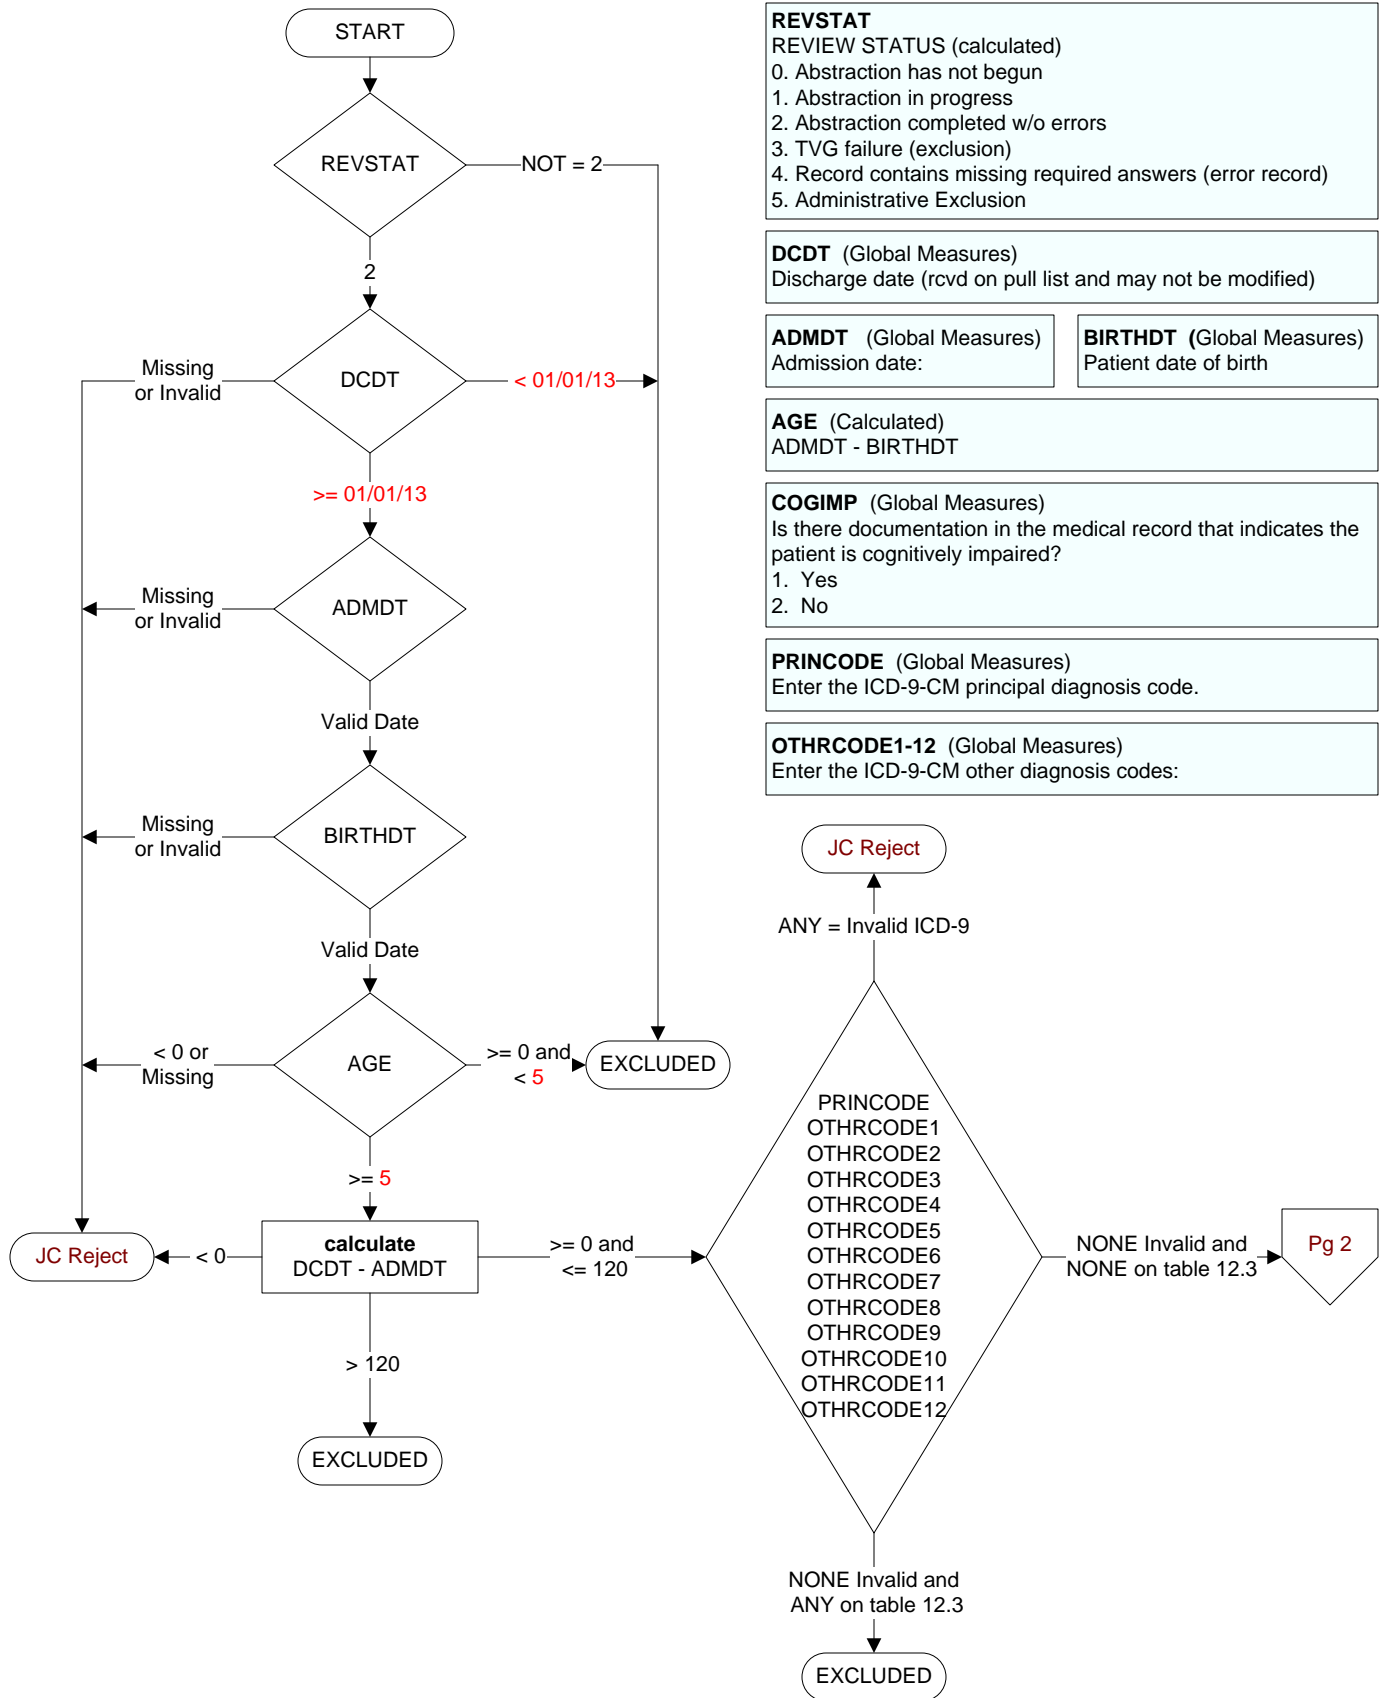 START
REVSTAT
NOT = 2
2
DCDT
Missing
or Invalid
< 01/01/13
>= 01/01/13
ADMDT
Missing
or Invalid
Valid Date
BIRTHDT
Missing
or Invalid
Valid Date
AGE
< 0 or
Missing
>= 0 and
< 5
EXCLUDED
>= 5
calculate
DCDT - ADMDT
< 0
JC Reject
>= 0 and
<= 120
> 120
EXCLUDED
REVSTAT
REVIEW STATUS (calculated)
0. Abstraction has not begun
1. Abstraction in progress
2. Abstraction completed w/o errors
3. TVG failure (exclusion)
4. Record contains missing required answers (error record)
5. Administrative Exclusion
DCDT (Global Measures)
Discharge date (rcvd on pull list and may not be modified)
ADMDT (Global Measures)
Admission date:
BIRTHDT (Global Measures)
Patient date of birth
AGE (Calculated)
ADMDT - BIRTHDT
COGIMP (Global Measures)
Is there documentation in the medical record that indicates the
patient is cognitively impaired?
1. Yes
2. No
PRINCODE (Global Measures)
Enter the ICD-9-CM principal diagnosis code.
OTHRCODE1-12 (Global Measures)
Enter the ICD-9-CM other diagnosis codes:
JC Reject
ANY = Invalid ICD-9
PRINCODE
OTHRCODE1
OTHRCODE2
OTHRCODE3
OTHRCODE4
OTHRCODE5
OTHRCODE6
OTHRCODE7
OTHRCODE8
OTHRCODE9
OTHRCODE10
OTHRCODE11
OTHRCODE12
NONE Invalid and
NONE on table 12.3
Pg 2
NONE Invalid and
ANY on table 12.3
EXCLUDED